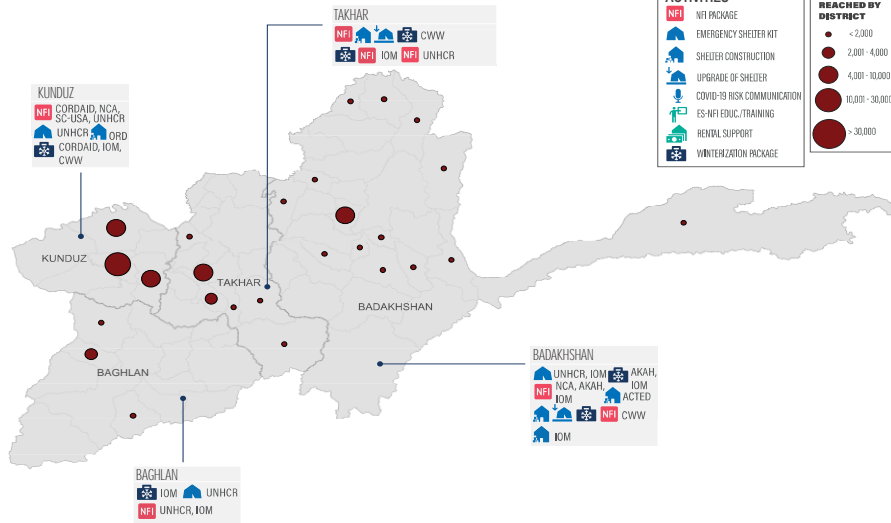 TAKHAR
NFI CWW
NFI IOM NFI UNHCR
ACTIVITIES
NFI NFI PACKAGE
EMERGENCY SHELTER KIT
SHELTER CONSTRUCTION
UPGRADE OF SHELTER
COVID-19 RISK COMMUNICATION
ES-NFI EDUC./TRAINING
RENTAL SUPPORT
WINTERIZATION PACKAGE
REACHED BY
DISTRICT
< 2,000
2,001 - 4,000
4,001 - 10,000
10,001 - 30,000
> 30,000
KUNDUZ
NFI CORDAID, NCA,
SC-USA, UNHCR
UNHCR ORD
CORDAID, IOM,
CWW
KUNDUZ
TAKHAR
BADAKHSHAN
BAGHLAN
BADAKHSHAN
UNHCR, IOM AKAH,
IOM
NFI NCA, AKAH,
IOM ACTED
NFI CWW
IOM
BAGHLAN
IOM UNHCR
NFI UNHCR, IOM